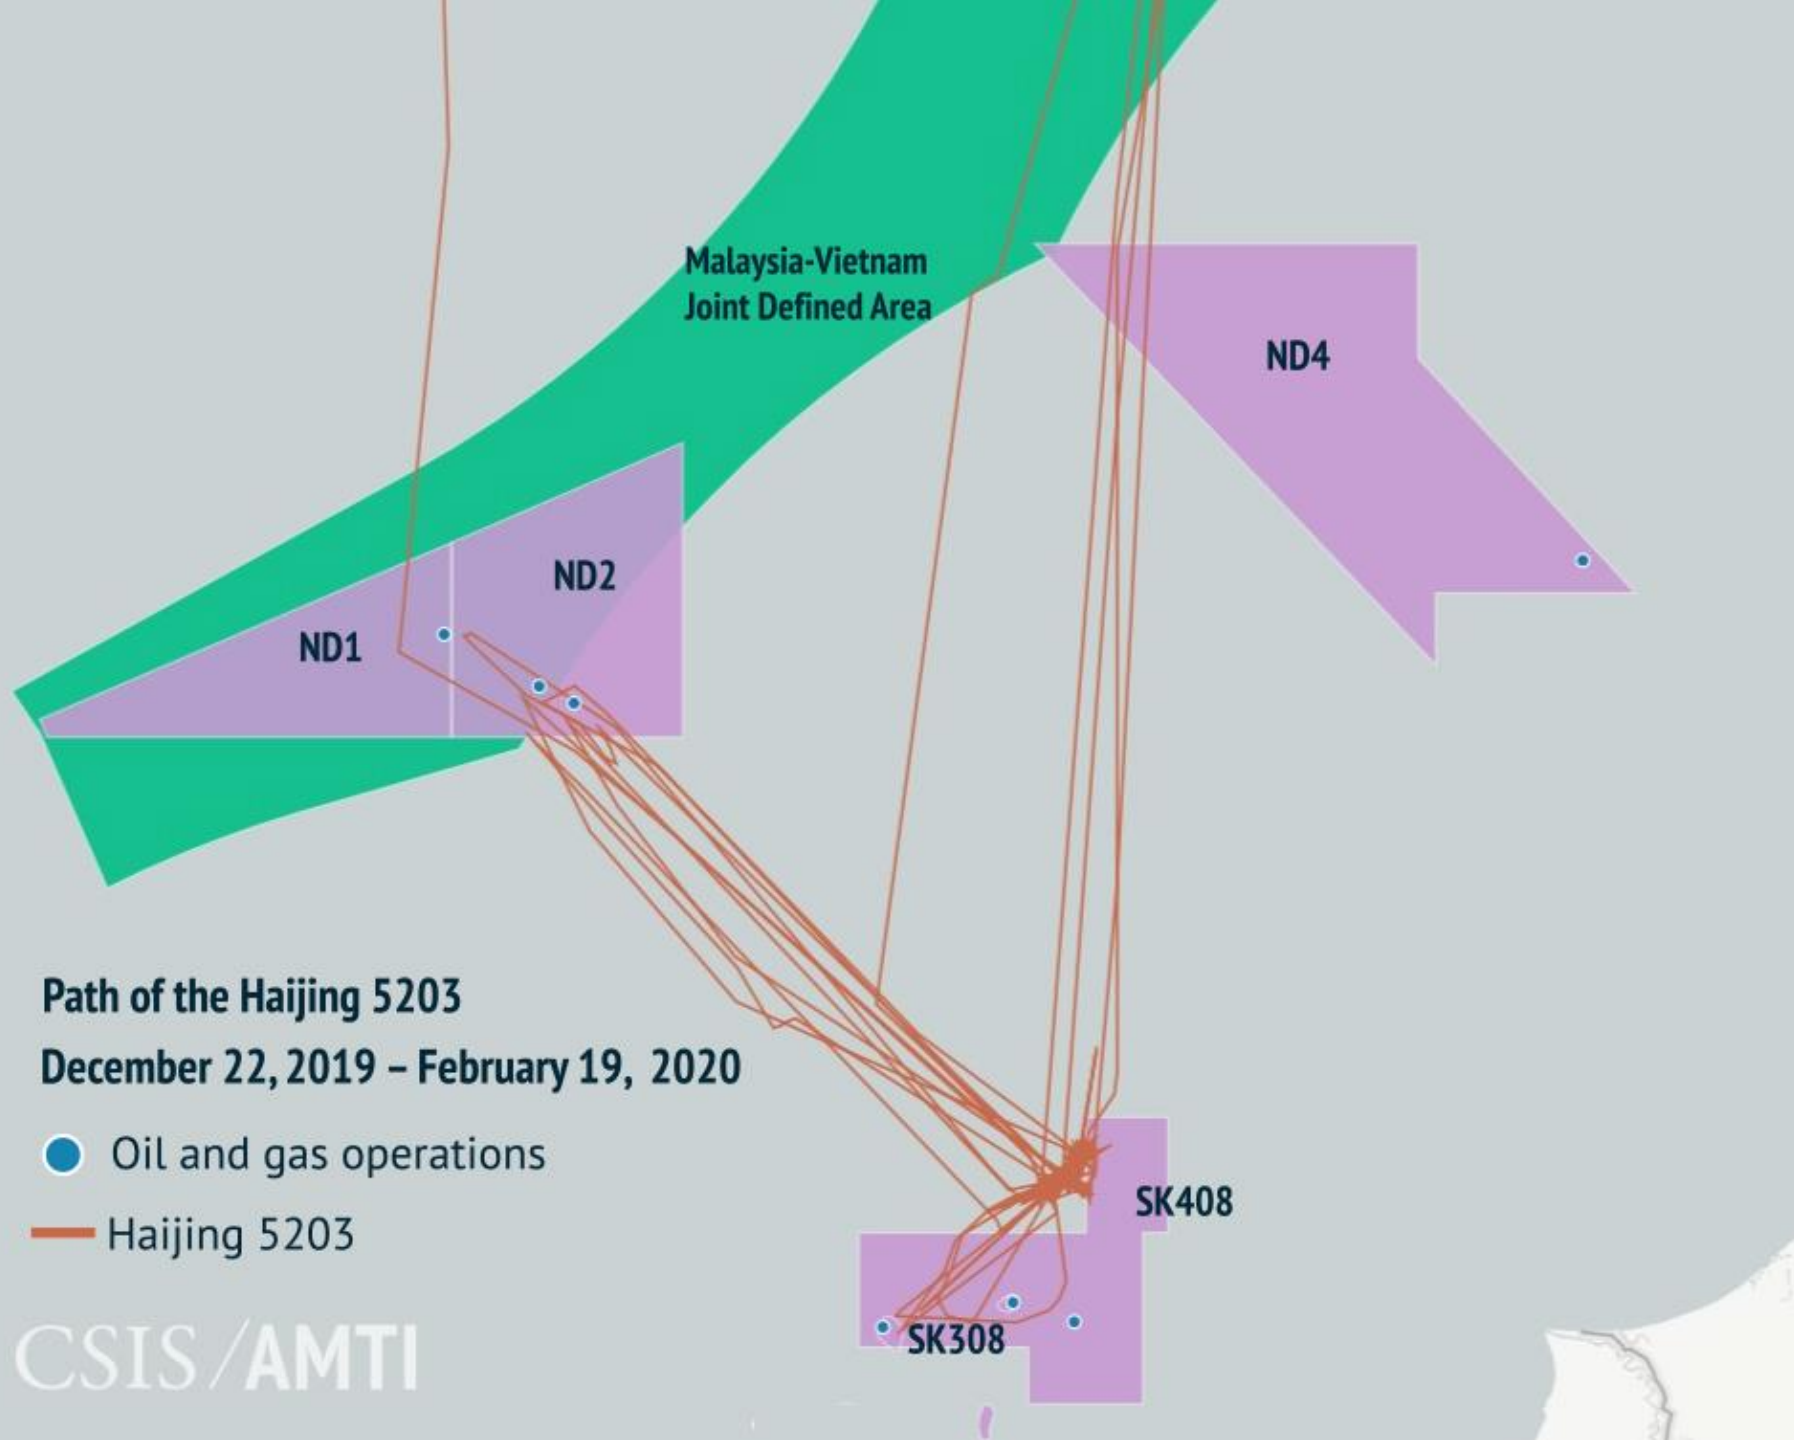 Malaysia-Vietnam
Joint Defined Area
ND4
ND2
ND1
Path of the Haijing 5203
December 22, 2019 – February 19, 2020
Oil and gas operations
SK408
Haijing 5203
SK308
CSIS/AMTI